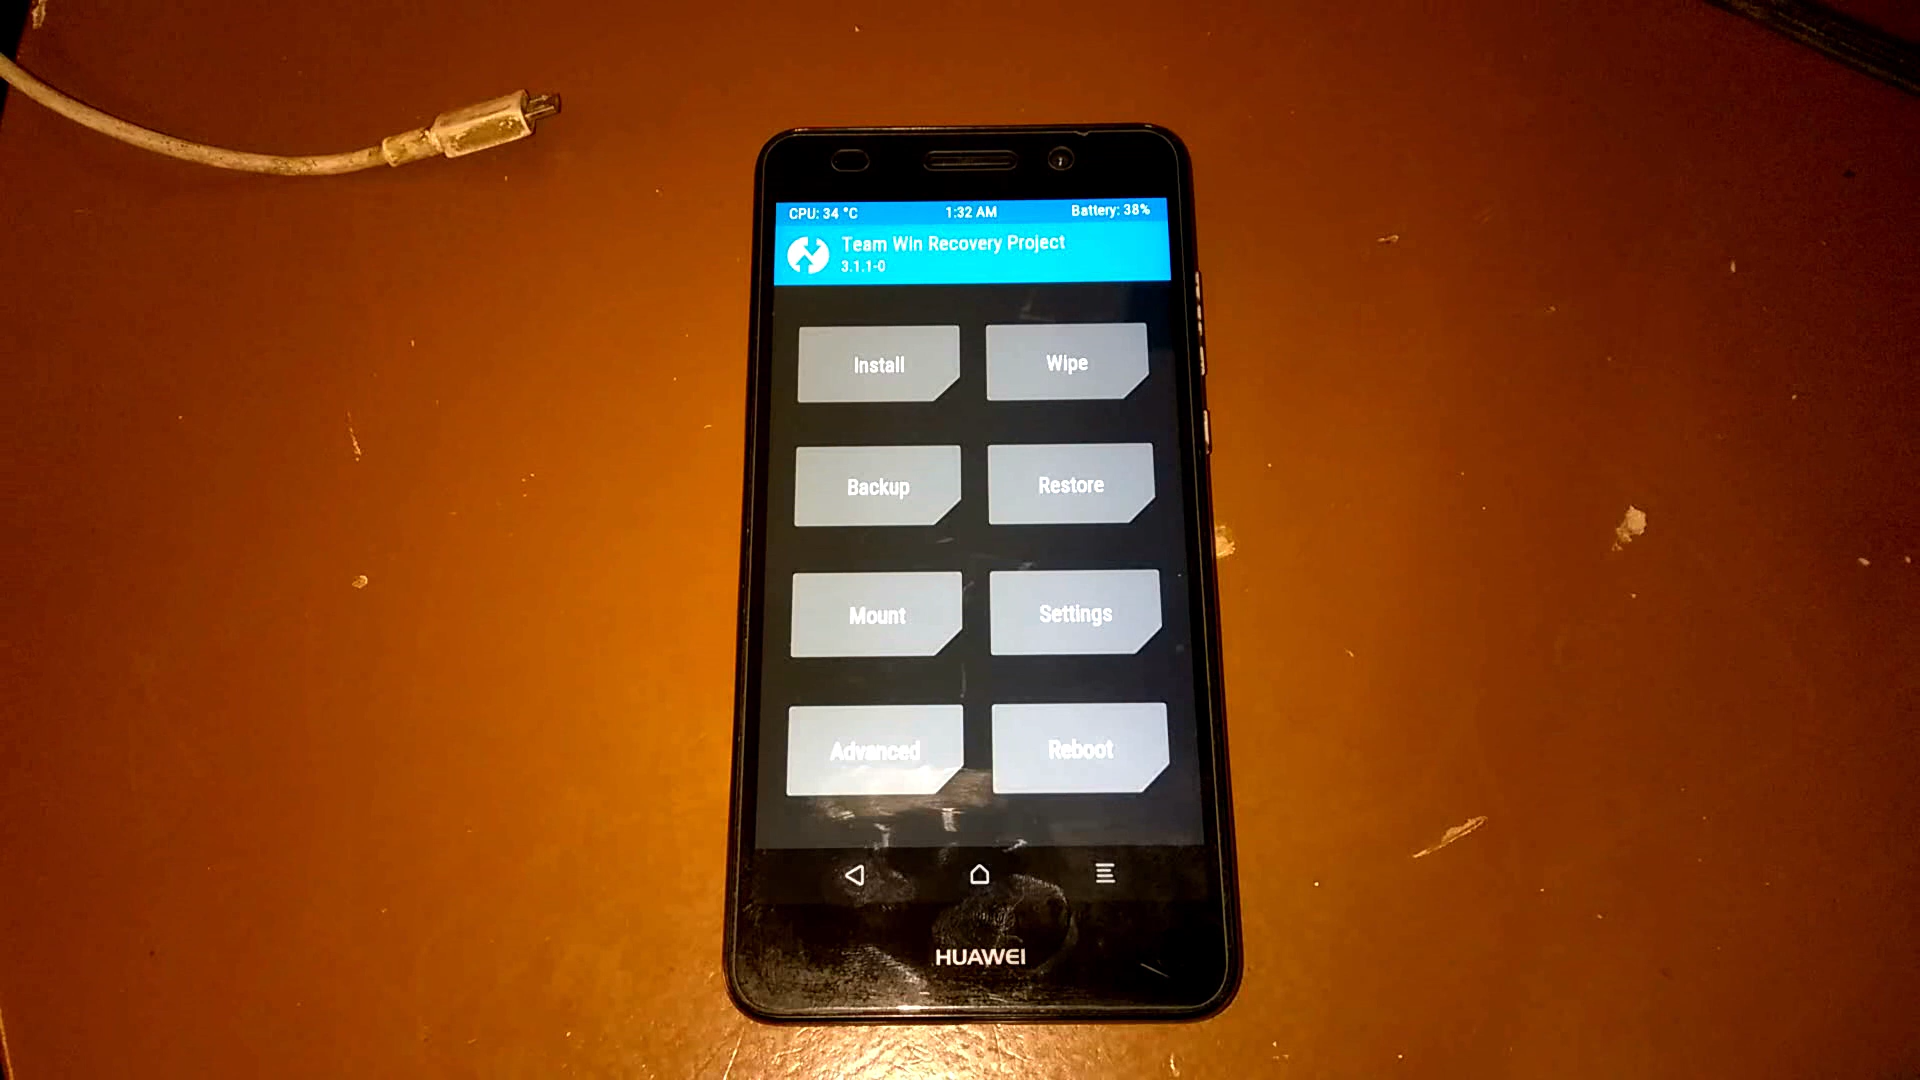 CPU: 34 °C 1:32 AM Battery: 38%
Team Win Recovery Project
3.1.1-0
Install Wipe
Backup Restore
Mount Settings
Advanced Reboot
HUAWEI